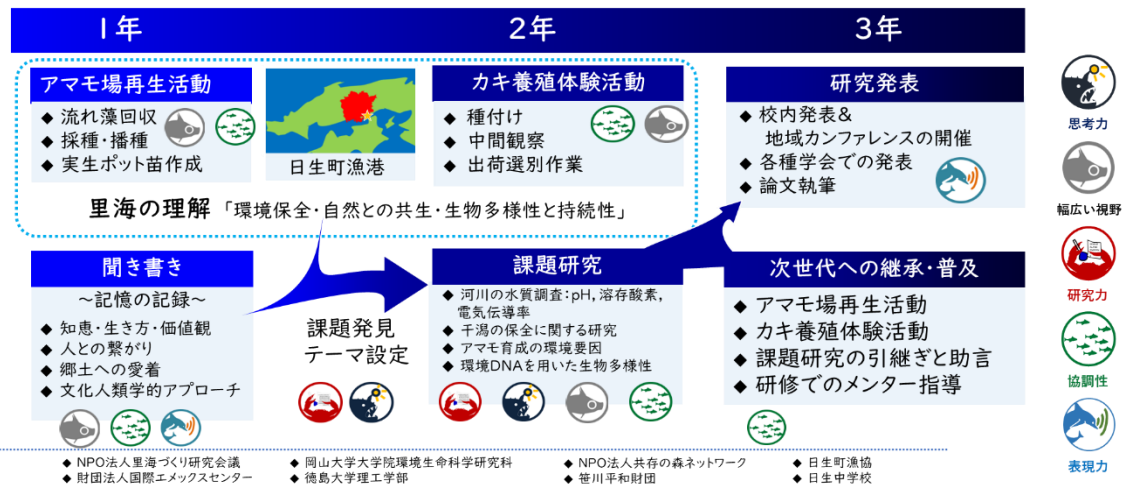 1年
2年
3年
アマモ場再生活動
◆ 流れ藻回収
◆ 採種・播種
◆ 実生ポット苗作成
日生町漁港
カキ養殖体験活動
◆ 種付け
◆ 中間観察
◆ 出荷選別作業
里海の理解 「環境保全・自然との共生・生物多様性と持続性」
研究発表
◆ 校内発表&
地域カンファレンスの開催
◆ 各種学会での発表
◆ 論文執筆
聞き書き
~記憶の記録~
◆ 知恵・生き方・価値観
◆ 人との繋がり
◆ 郷土への愛着
◆ 文化人類学的アプローチ
課題発見
テーマ設定
課題研究
◆ 河川の水質調査:pH,溶存酸素,
電気伝導率
◆ 干潟の保全に関する研究
◆ アマモ育成の環境要因
◆ 環境DNAを用いた生物多様性
次世代への継承・普及
◆ アマモ場再生活動
◆ カキ養殖体験活動
◆ 課題研究の引継ぎと助言
◆ 研修でのメンター指導
思考力
幅広い視野
研究力
協調性
表現力
◆ NPO法人里海づくり研究会議
◆ 財団法人国際エメックスセンター
◆ 岡山大学大学院環境生命科学研究科
◆ 徳島大学理工学部
◆ NPO法人共存の森ネットワーク
◆ 笹川平和財団
◆ 日生町漁協
◆ 日生中学校